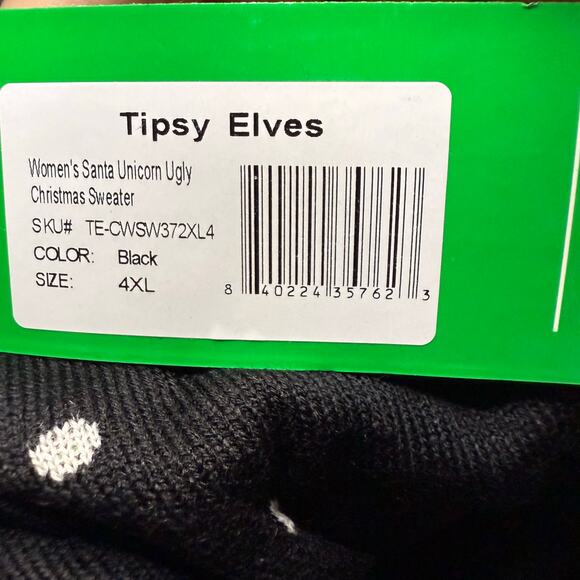 Tipsy Elves
Women's Santa Unicorn Ugly
Christmas Sweater
SKU# TE-CWSW372XL4
COLOR: Black
SIZE: 4XL
8 40224 35762 3